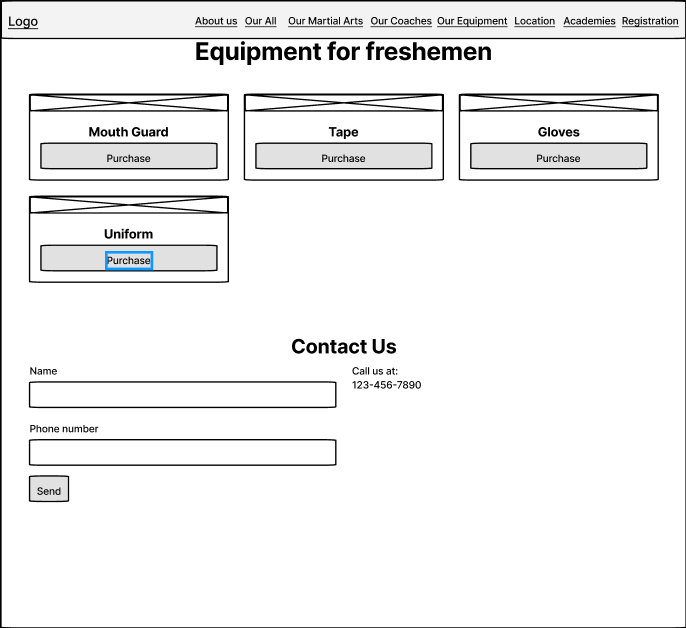 Logo About us Our All Our Martial Arts Our Coaches Our Equipment Location Academies Registration
Equipment for freshemen
Mouth Guard
Purchase
Tape
Purchase
Gloves
Purchase
Uniform
Purchase
Contact Us
Name
Call us at:
123-456-7890
Phone number
Send